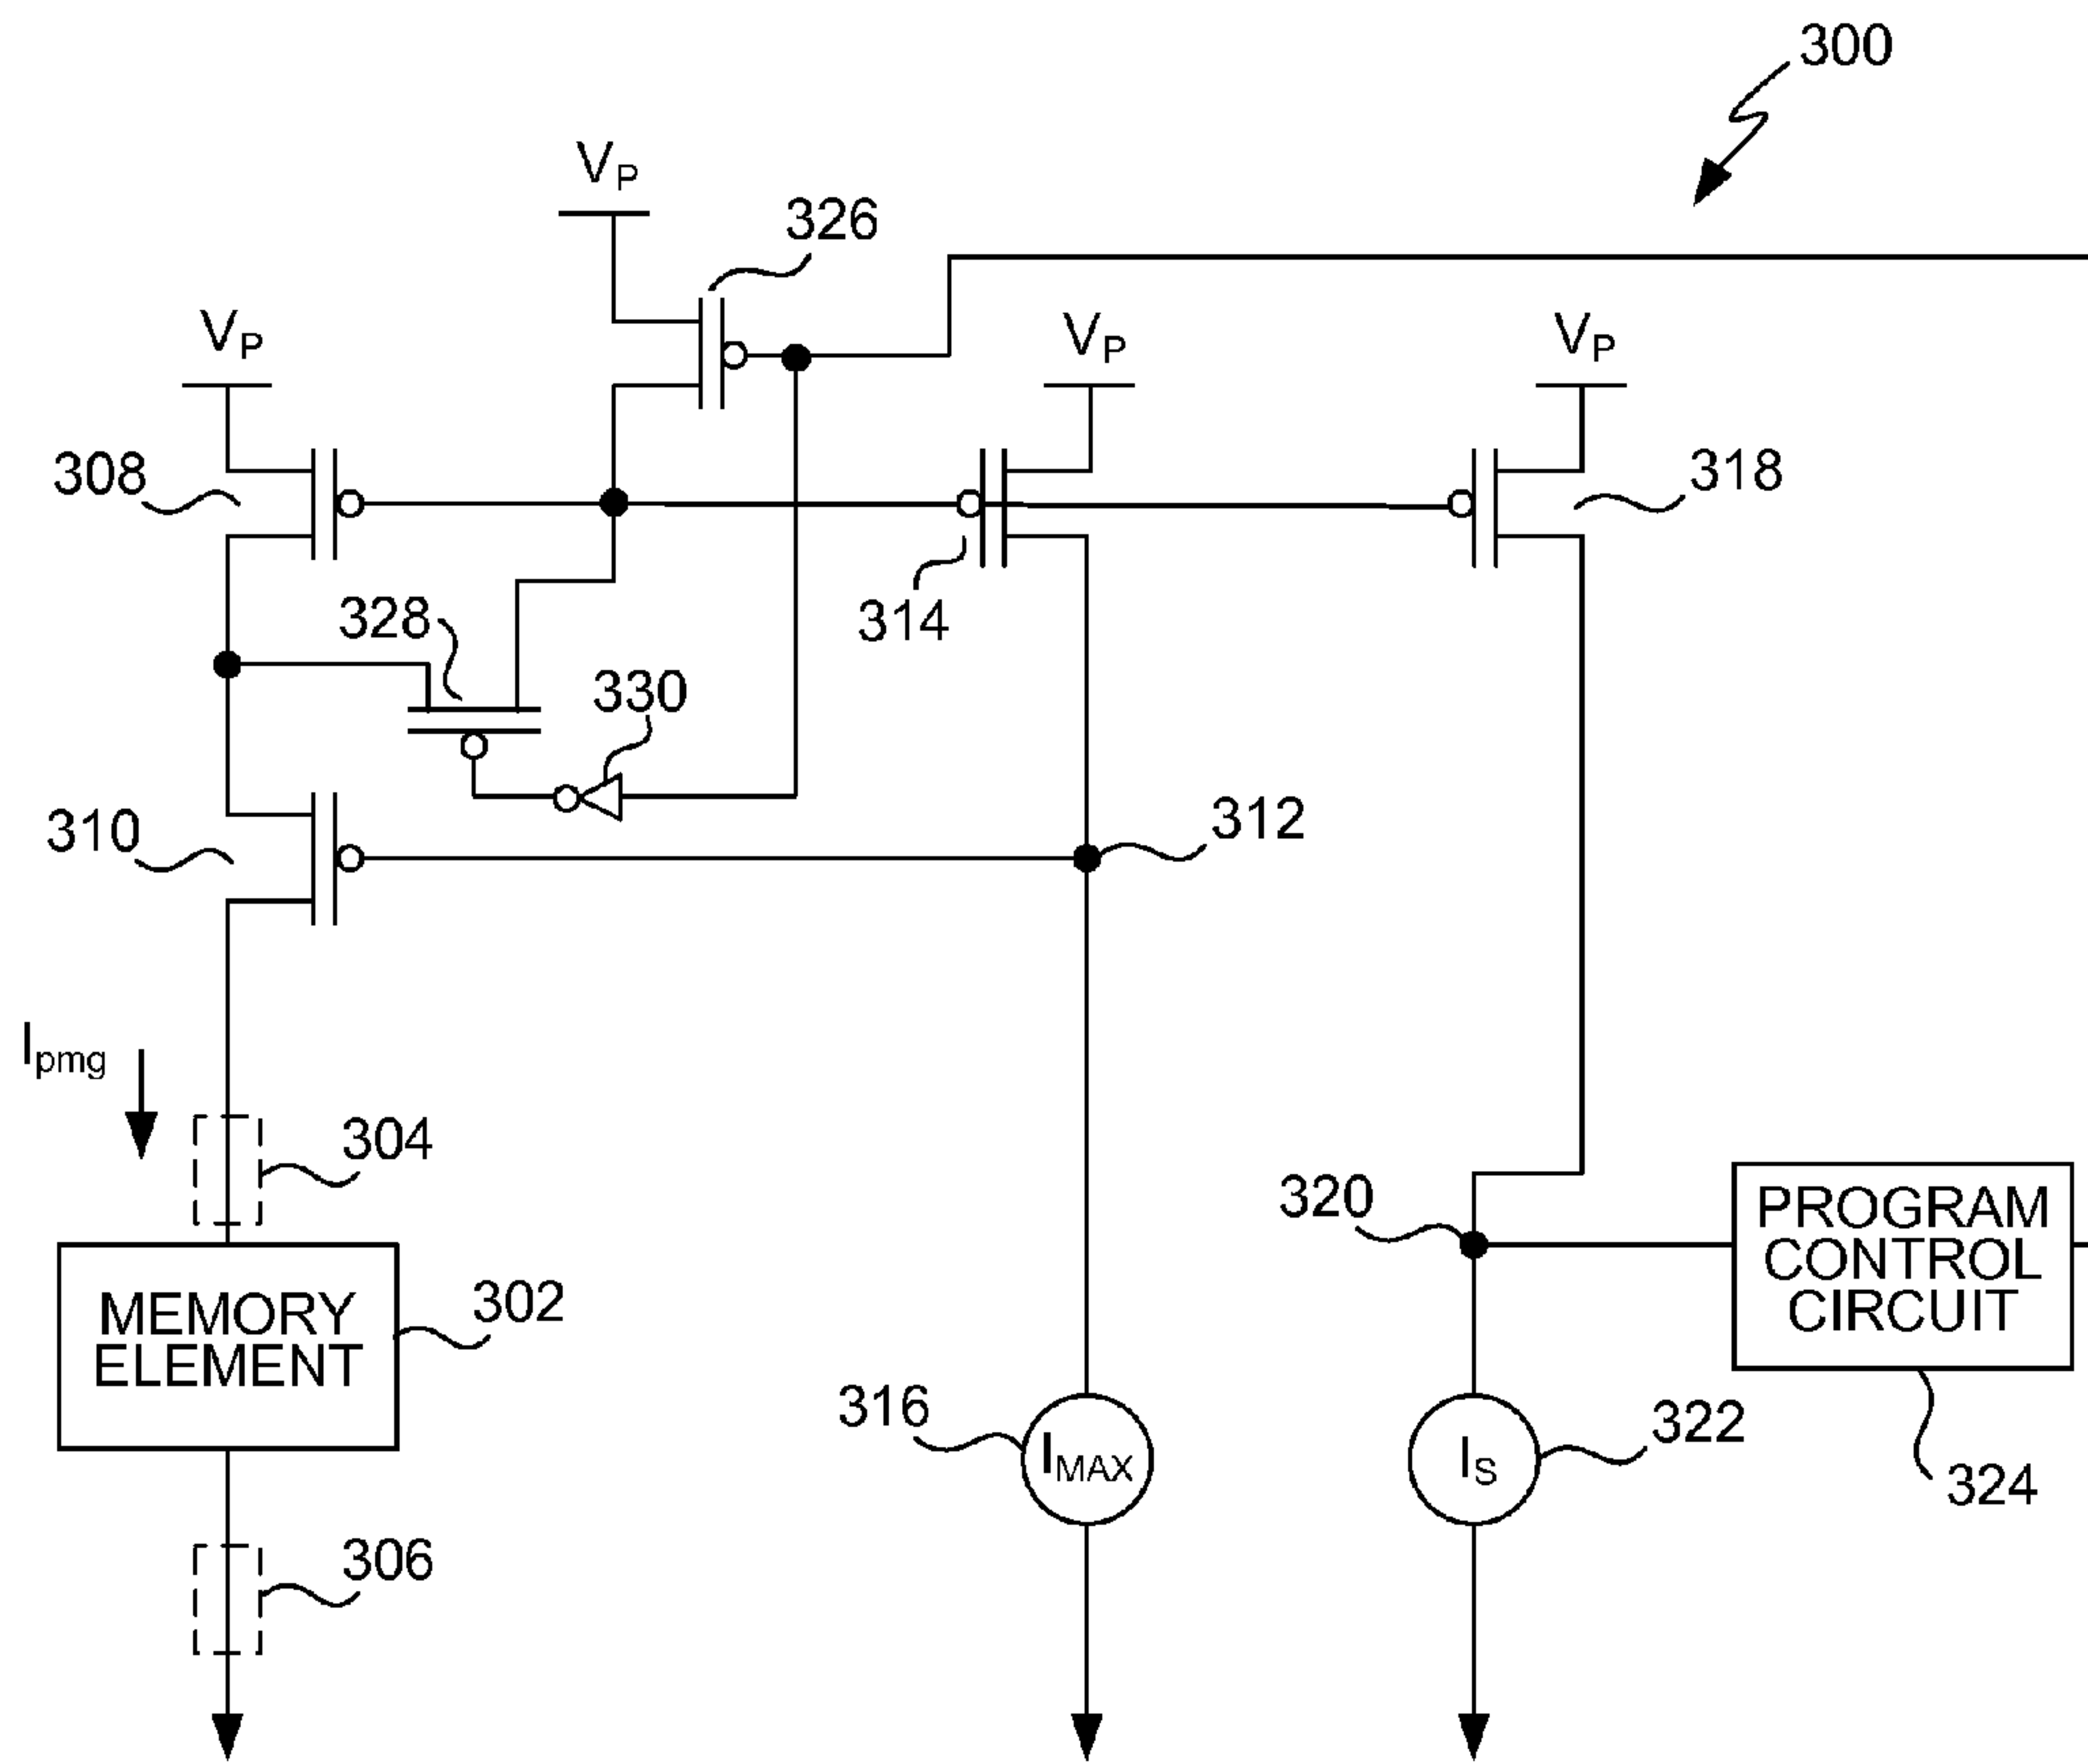 300
VP
326
VP
VP
VP
308
318
314
328
330
310
312
Ipmg
304
320
PROGRAM
CONTROL
CIRCUIT
302
MEMORY
ELEMENT
316
IMAX
322
IS
324
306